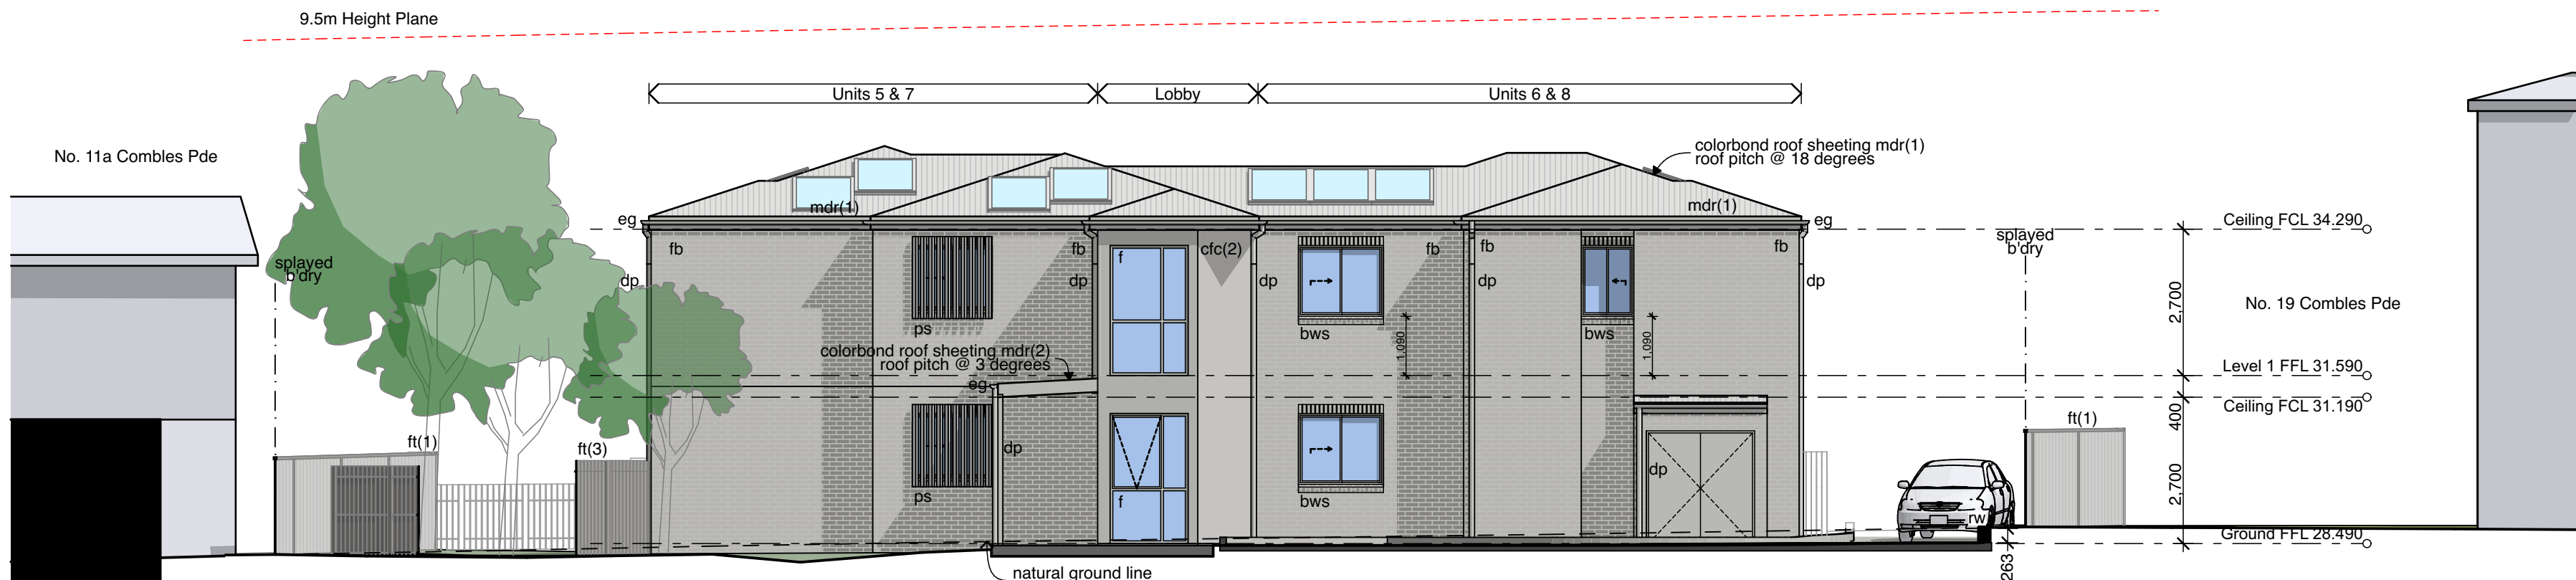 9.5m Height Plane
Units 5 & 7
Lobby
Units 6 & 8
No. 11a Combles Pde
colorbond roof sheeting mdr(1)
roof pitch @ 18 degrees
mdr(1)
mdr(1)
eg
eg
Ceiling FCL 34.290
splayed
b'dry
splayed
b'dry
fb
fb
f
cfc(2)
fb
fb
fb
dp
dp
dp
dp
dp
2,700
No. 19 Combles Pde
ps
bws
bws
1,090
1,090
colorbond roof sheeting mdr(2)
roof pitch @ 3 degrees
eg
Level 1 FFL 31.590
Ceiling FCL 31.190
400
ft(1)
ft(1)
ft(3)
dp
dp
ps
f
bws
2,700
rw
Ground FFL 28.490
263
natural ground line